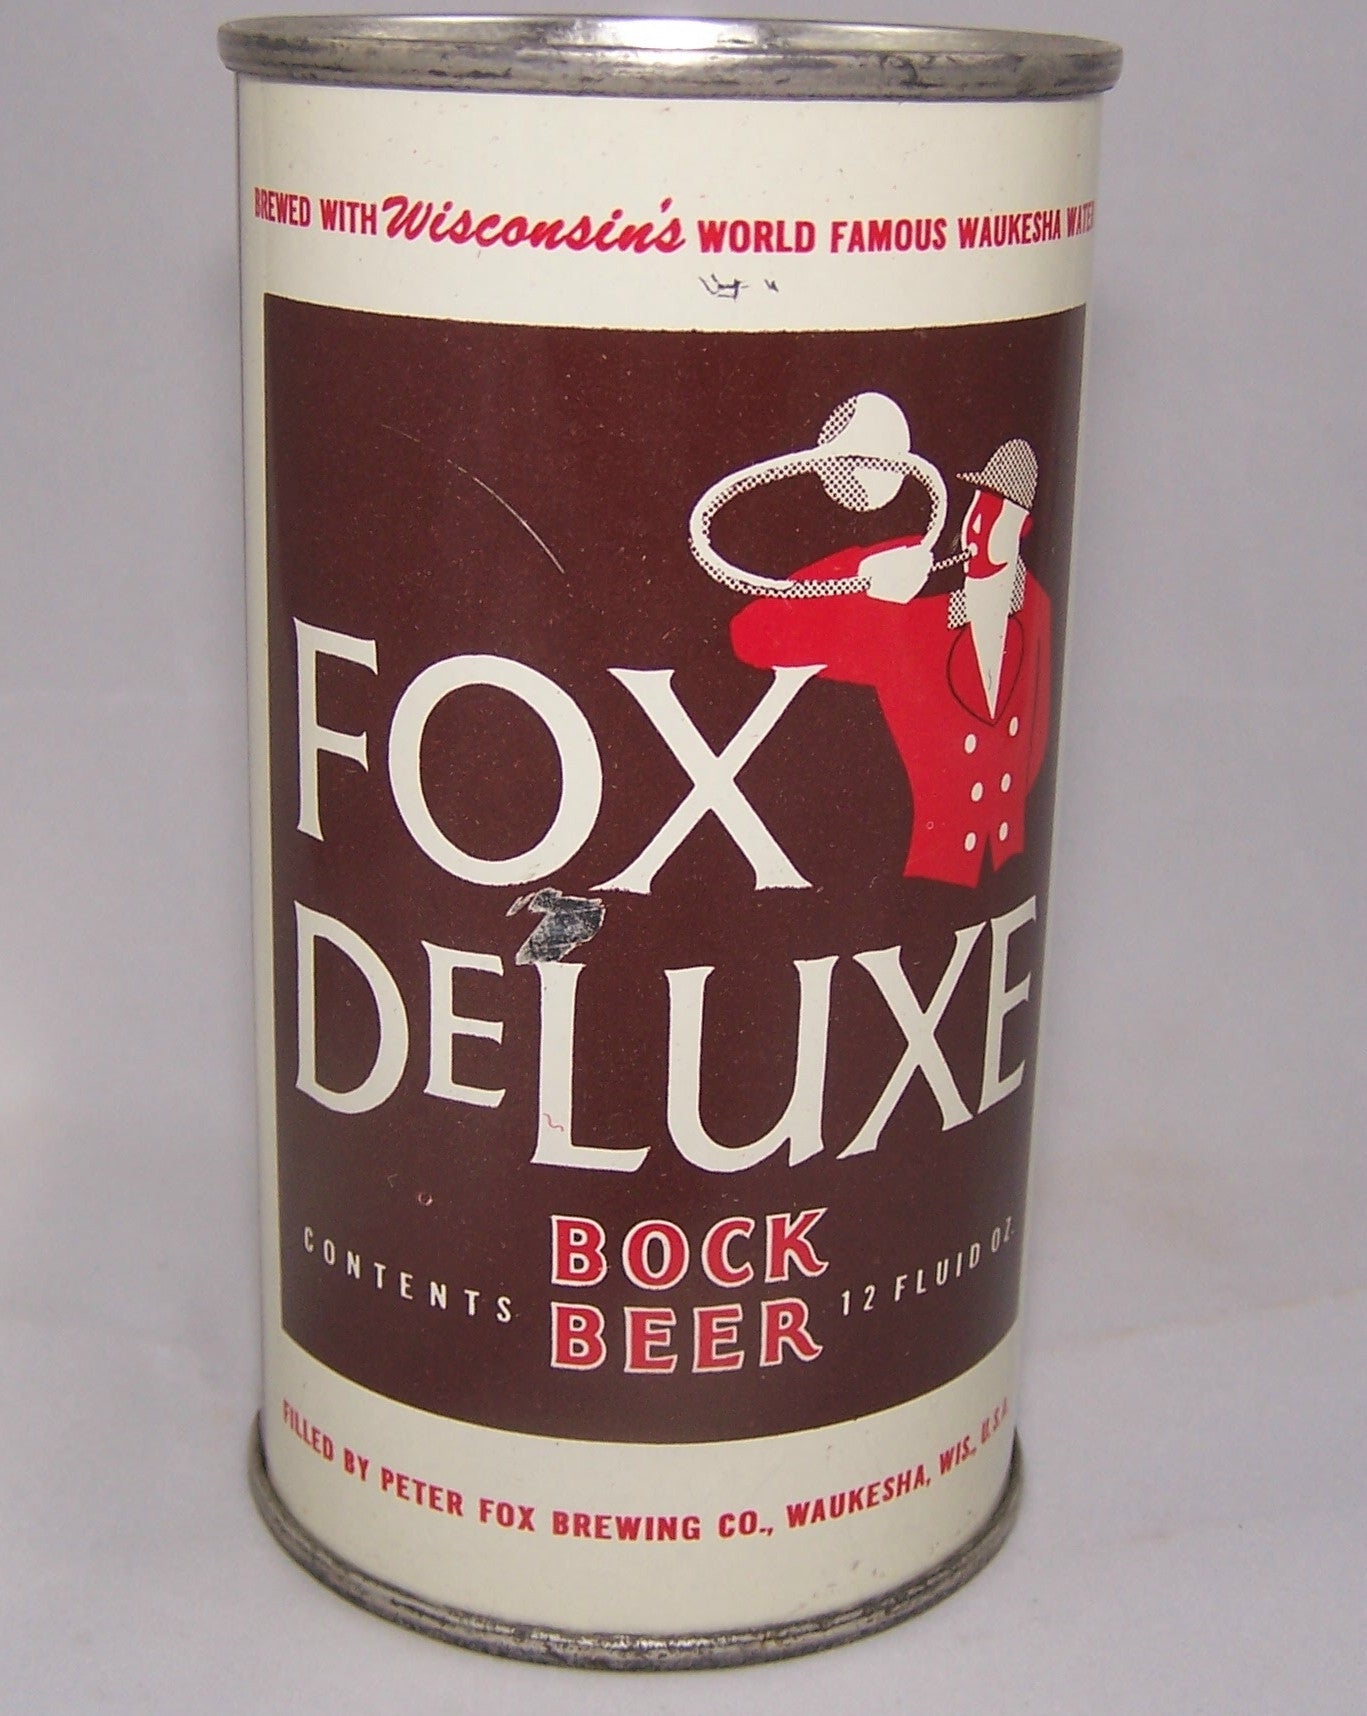 BREWED WITH Wisconsin's WORLD FAMOUS WAUKESHA WATER
FOX
DELUXE
BOCK
CONTENTS BEER 12 FLUID OZ.
FILLED BY PETER FOX BREWING CO., WAUKESHA, WIS., U.S.A.